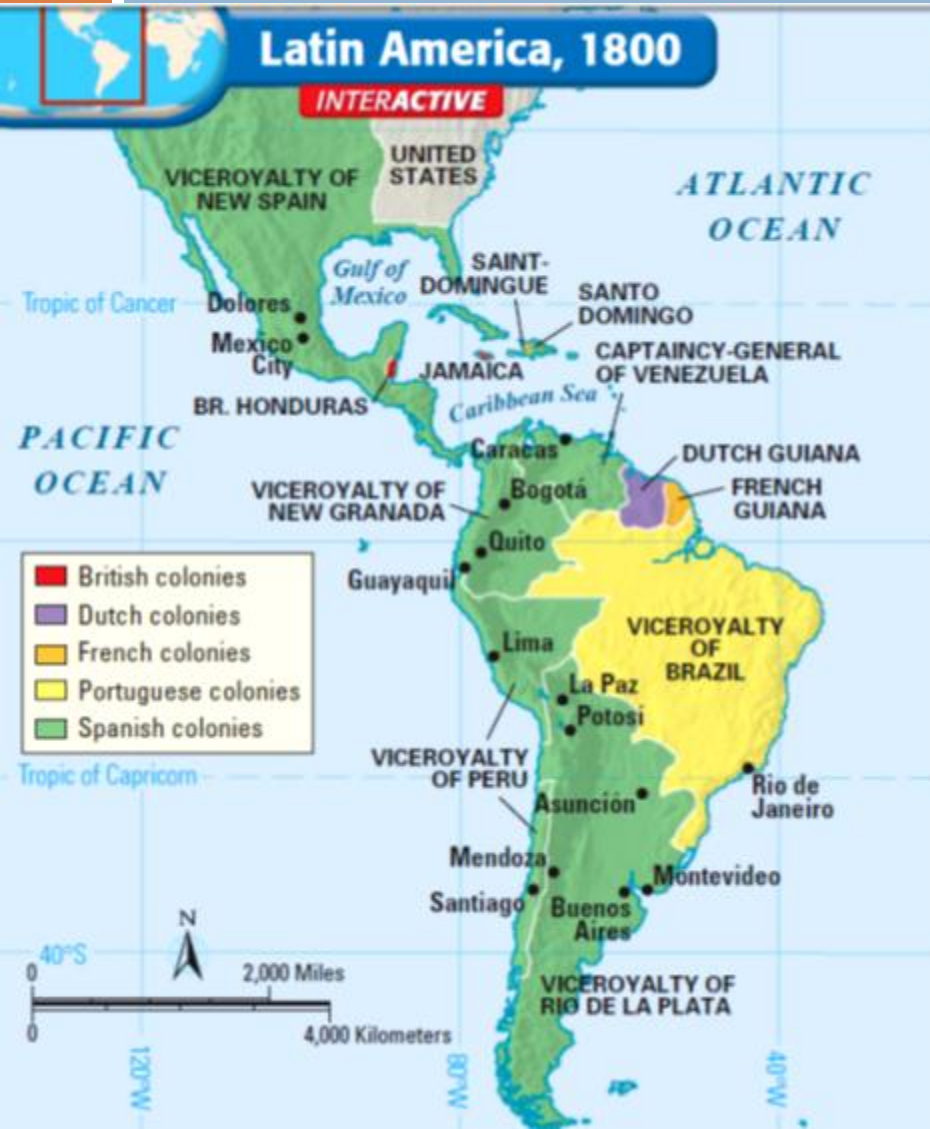 Latin America, 1800
INTERACTIVE
VICEROYALTY OF
NEW SPAIN
UNITED
STATES
ATLANTIC
OCEAN
Gulf of
Mexico
SAINT-
DOMINGUE
SANTO
DOMINGO
Tropic of Cancer
Dolores
Mexico
City
JAMAICA
CAPTAINCY-GENERAL
OF VENEZUELA
BR. HONDURAS
Caribbean Sea
PACIFIC
OCEAN
Caracas
DUTCH GUIANA
VICEROYALTY OF
NEW GRANADA
Bogotá
FRENCH
GUIANA
Quito
Guayaquil
British colonies
Dutch colonies
French colonies
Portuguese colonies
Spanish colonies
Lima
VICEROYALTY
OF
BRAZIL
La Paz
Potosí
VICEROYALTY
OF PERU
Tropic of Capricorn
Asunción
Rio de
Janeiro
Mendoza
Santiago
Montevideo
Buenos
Aires
N
40°S
0
2,000 Miles
0
4,000 Kilometers
VICEROYALTY OF
RIO DE LA PLATA
120°W
80°W
40°W